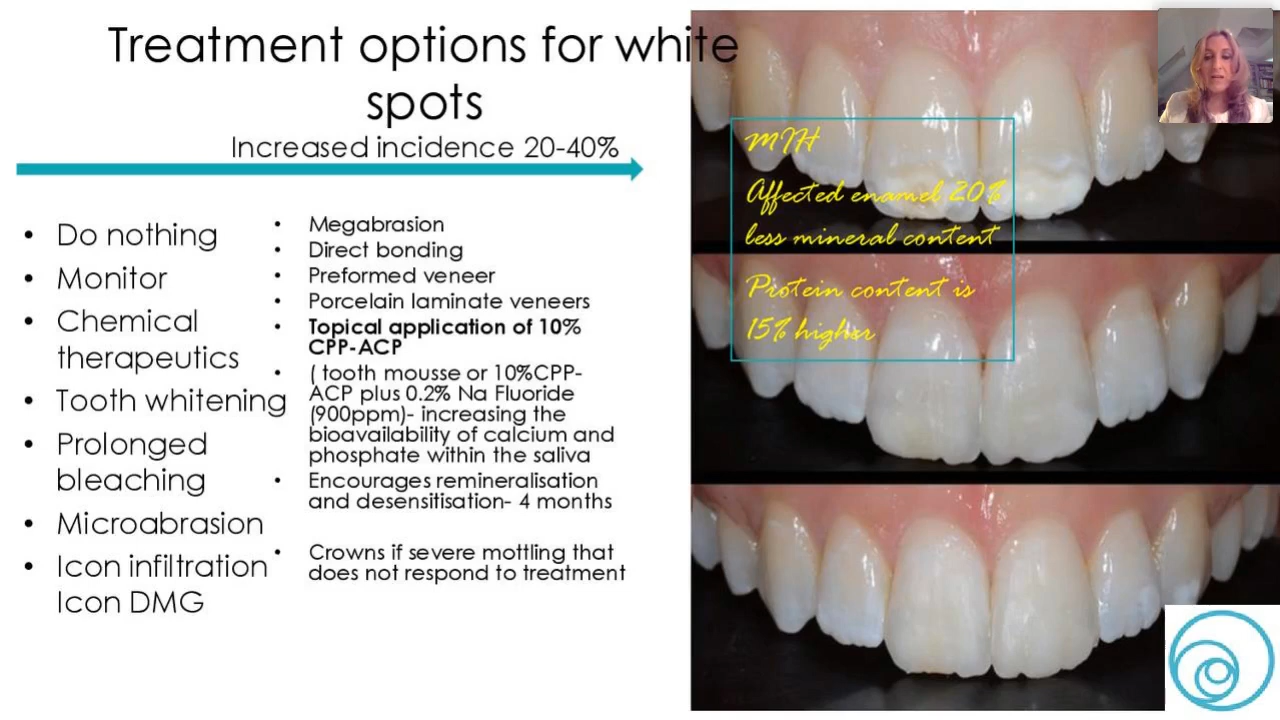 Treatment options for white
spots
Increased incidence 20-40%
• Do nothing
• Monitor
• Chemical
therapeutics
• Tooth whitening
• Prolonged
bleaching
• Microabrasion
• Icon infiltration
Icon DMG
• Megabrasion
• Direct bonding
• Preformed veneer
• Porcelain laminate veneers
• Topical application of 10%
CPP-ACP
• ( tooth mousse or 10%CPP-
ACP plus 0.2% Na Fluoride
(900ppm)- increasing the
bioavailability of calcium and
phosphate within the saliva
• Encourages remineralisation
and desensitisation- 4 months
• Crowns if severe mottling that
does not respond to treatment
MIH
Affected enamel 20%
less mineral content
Protein content is
15% higher